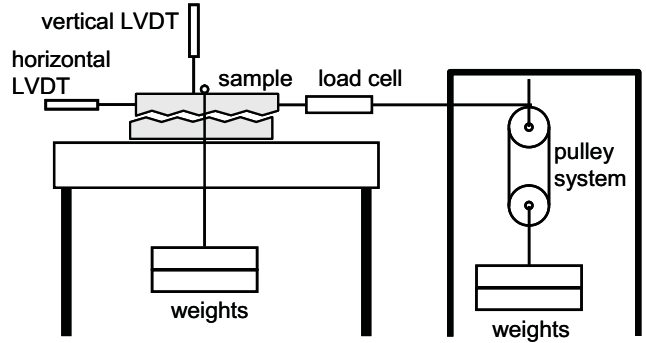 vertical LVDT
horizontal
LVDT
sample
load cell
pulley
system
weights
weights